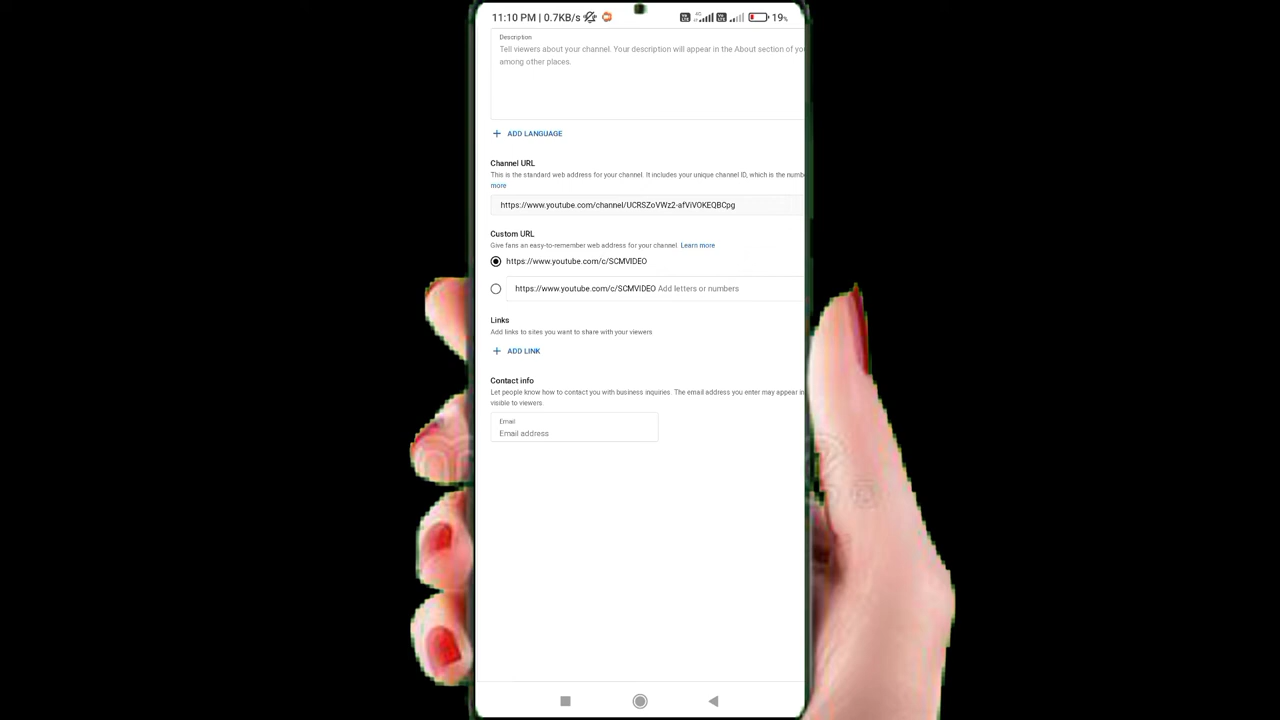 11:10 PM | 0.7KB/s
19%
Description
Tell viewers about your channel. Your description will appear in the About section of
among other places.
+ ADD LANGUAGE
Channel URL
This is the standard web address for your channel. It includes your unique channel ID, which is the
more
https://www.youtube.com/channel/UCRSZoVWz2-afViVOKEQBCpg
Custom URL
Give fans an easy-to-remember web address for your channel. Learn more
https://www.youtube.com/c/SCMVIDEO
https://www.youtube.com/c/SCMVIDEO Add letters or numbers
Links
Add links to sites you want to share with your viewers
+ ADD LINK
Contact info
Let people know how to contact you with business inquiries. The email address you enter may appear in
visible to viewers.
Email
Email address